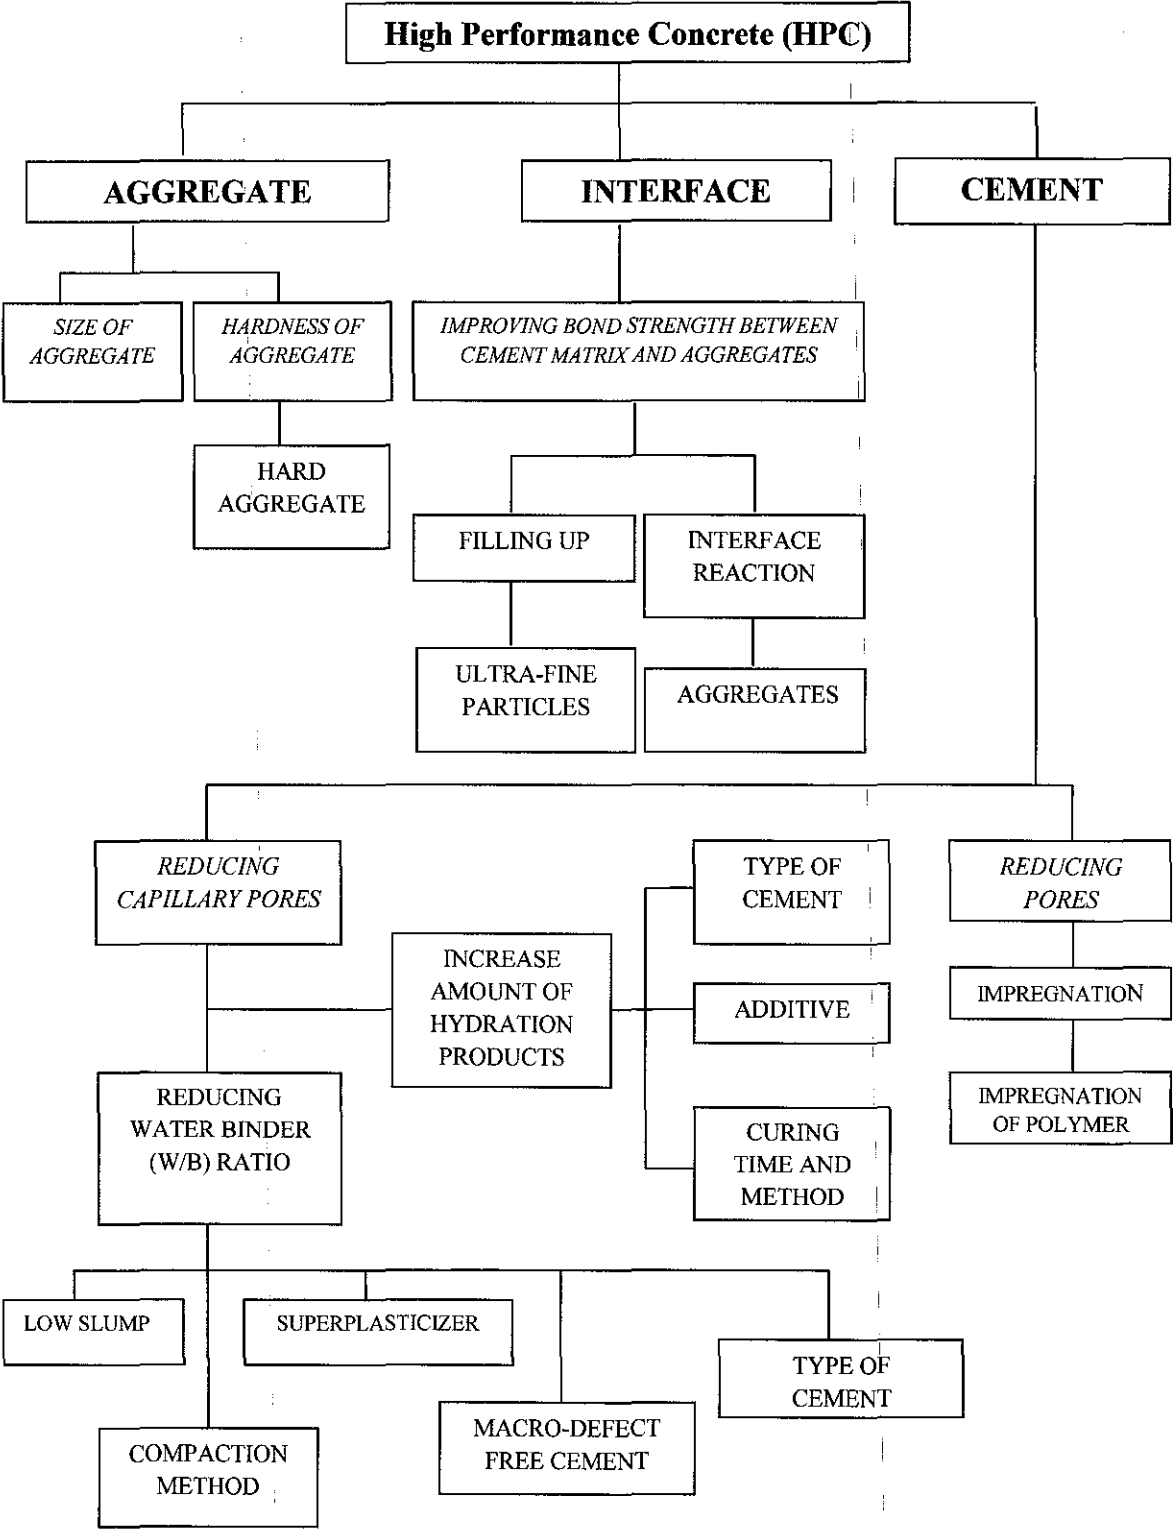 High Performance Concrete (HPC)
AGGREGATE
INTERFACE
CEMENT
SIZE OF
AGGREGATE
HARDNESS OF
AGGREGATE
IMPROVING BOND STRENGTH BETWEEN
CEMENT MATRIX AND AGGREGATES
HARD
AGGREGATE
FILLING UP
INTERFACE
REACTION
ULTRA-FINE
PARTICLES
AGGREGATES
REDUCING
CAPILLARY PORES
TYPE OF
CEMENT
REDUCING
PORES
INCREASE
AMOUNT OF
HYDRATION
PRODUCTS
ADDITIVE
IMPREGNATION
REDUCING
WATER BINDER
(W/B) RATIO
CURING
TIME AND
METHOD
IMPREGNATION
OF POLYMER
LOW SLUMP
SUPERPLASTICIZER
TYPE OF
CEMENT
COMPACTION
METHOD
MACRO-DEFECT
FREE CEMENT